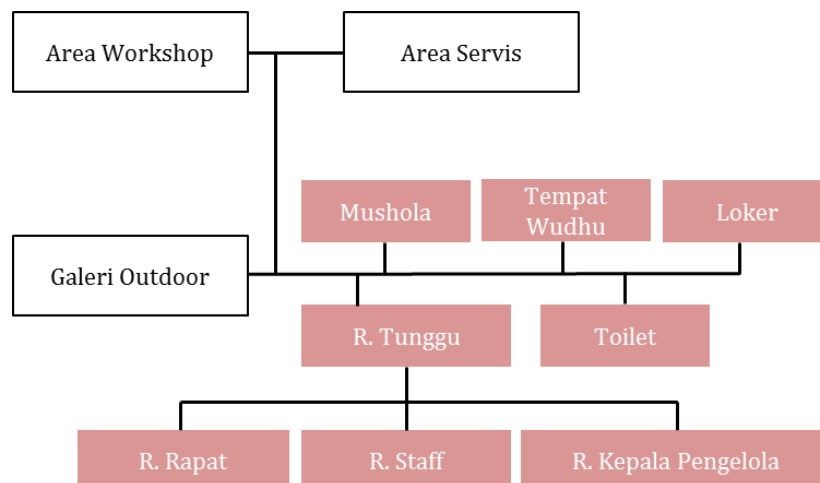 Area Workshop
Area Servis
Mushola
Tempat
Wudhu
Loker
Galeri Outdoor
R. Tunggu
Toilet
R. Rapat
R. Staff
R. Kepala Pengelola